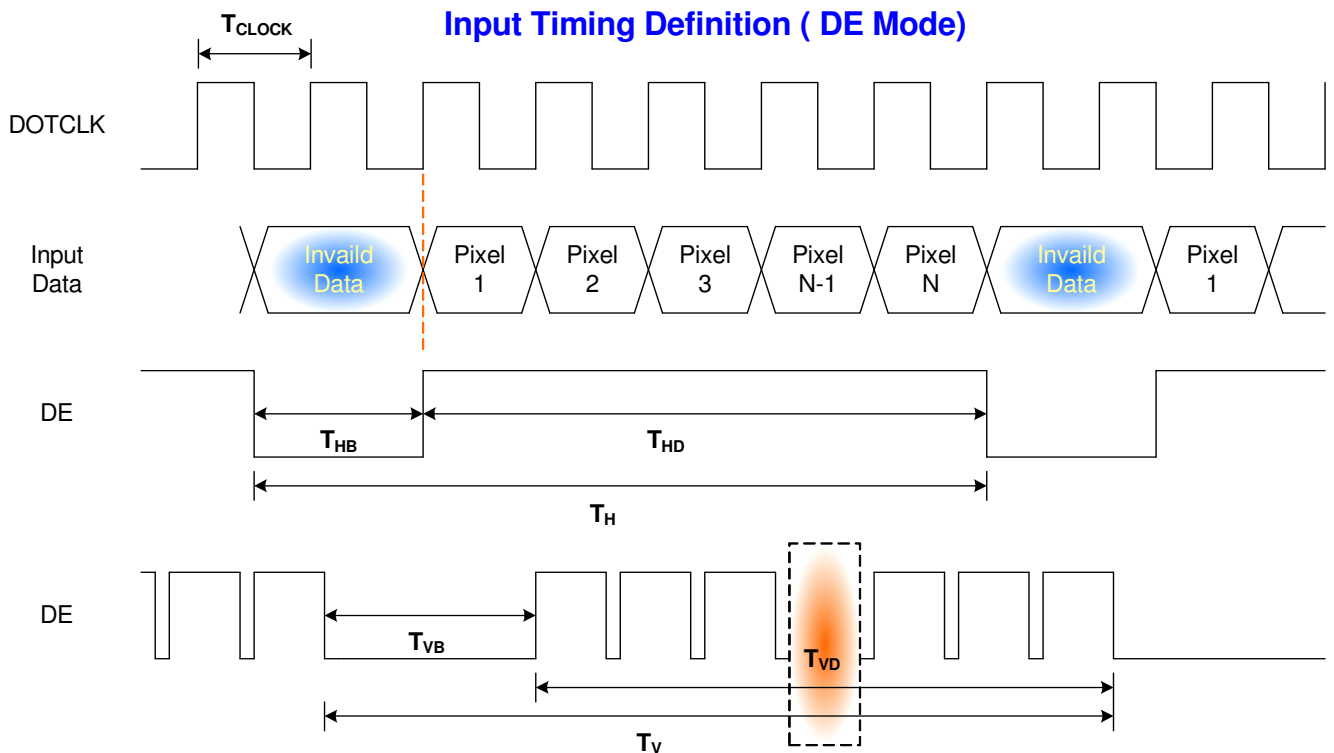 Input Timing Definition ( DE Mode)
TCLOCK
DOTCLK
Input
Data
Invaild
Data
Pixel
1
Pixel
2
Pixel
3
Pixel
N-1
Pixel
N
Invaild
Data
Pixel
1
DE
THB
THD
TH
DE
TVB
TVD
TV